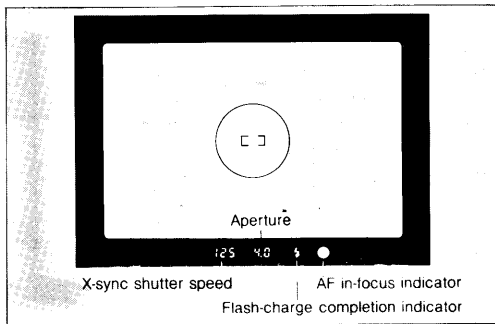 Aperture
125 4.0
X-sync shutter speed AF in-focus indicator
Flash-charge completion indicator